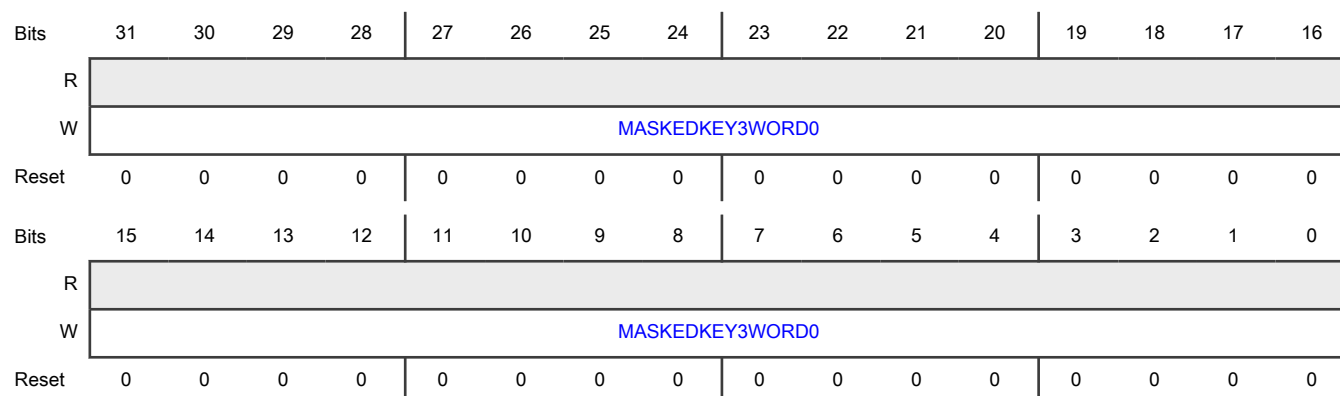 Bits 31 30 29 28 27 26 25 24 23 22 21 20 19 18 17 16
R
W MASKEDKEY3WORD0
Reset 0 0 0 0 0 0 0 0 0 0 0 0 0 0 0 0
Bits 15 14 13 12 11 10 9 8 7 6 5 4 3 2 1 0
R
W MASKEDKEY3WORD0
Reset 0 0 0 0 0 0 0 0 0 0 0 0 0 0 0 0